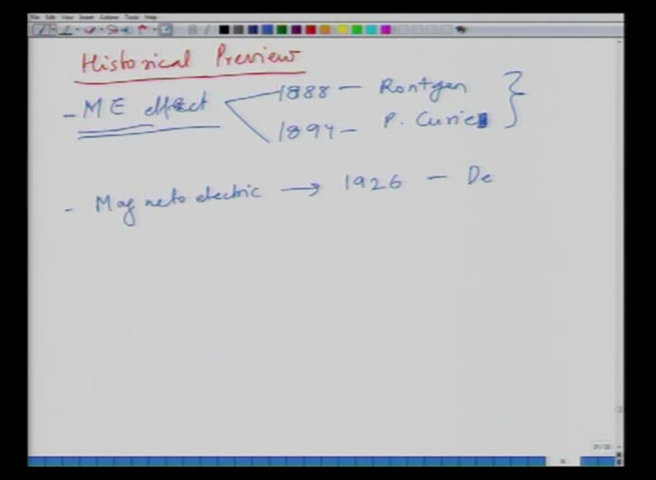 Historical Preview
- ME effect
1888 - Rontgen
1894 - P. Curie
- Magnetoelectric → 1926 - De